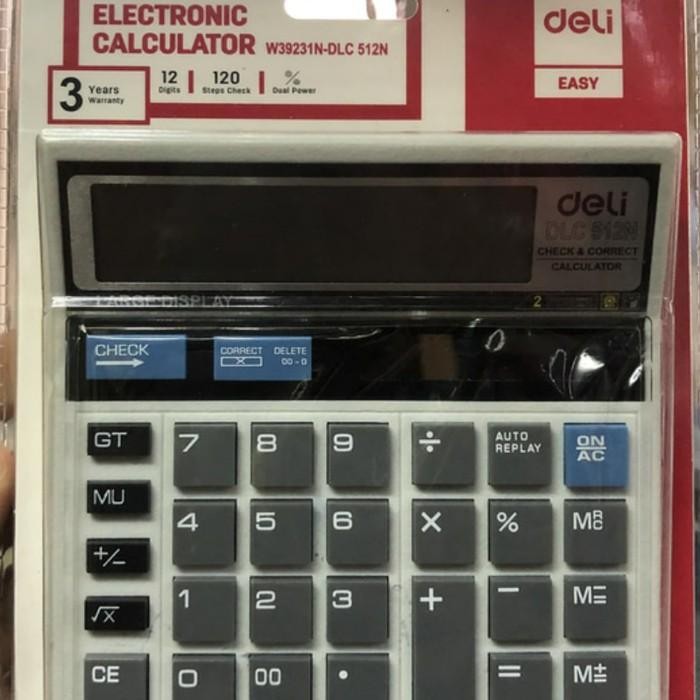 ELECTRONIC
CALCULATOR W39231N-DLC 512N
deli
EASY
3 Years Warranty
12 Digits
120 Steps Check
% Dual Power
deli
DLC 512N
CHECK & CORRECT
CALCULATOR
LARGE DISPLAY
2
CHECK
CORRECT DELETE
X 00→0
GT 7 8 9 ÷ AUTO REPLAY ON/AC
MU 4 5 6 × % MRC
+/− 1 2 3 + − M=
√x
CE 0 00 • = M±